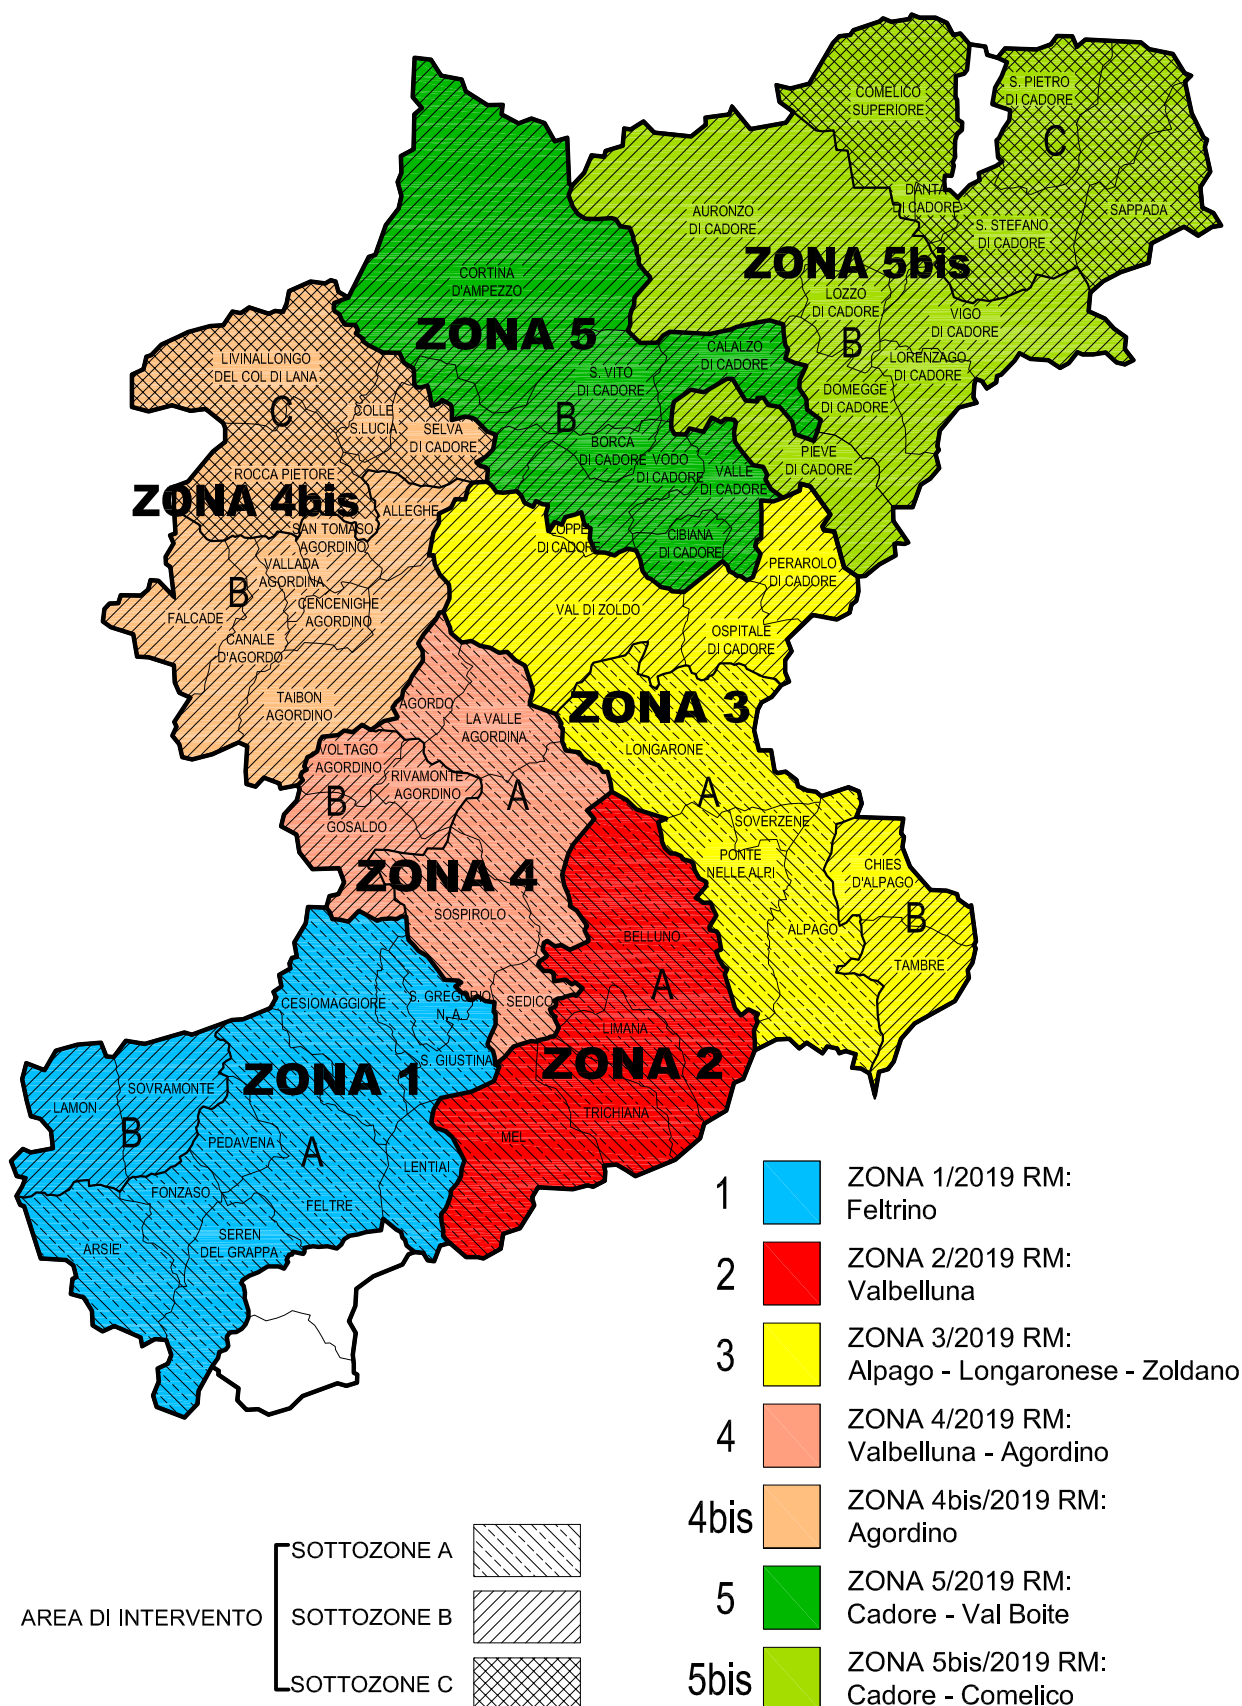 COMELICO
SUPERIORE
S. PIETRO
DI CADORE
C
DANTA
DI CADORE
SAPPADA
S. STEFANO
DI CADORE
AURONZO
DI CADORE
ZONA 5bis
CORTINA
D'AMPEZZO
LOZZO
DI CADORE
VIGO
DI CADORE
ZONA 5
B
CALALZO
DI CADORE
LORENZAGO
DI CADORE
LIVINALLONGO
DEL COL DI LANA
S. VITO
DI CADORE
DOMEGGE
DI CADORE
C
COLLE
S.LUCIA
SELVA
DI CADORE
B
BORCA
DI CADORE
VODO
DI CADORE
VALLE
DI CADORE
PIEVE
DI CADORE
ROCCA PIETORE
ZONA 4bis
ALLEGHE
SAN TOMASO
AGORDINO
ZOPPE'
DI CADORE
CIBIANA
DI CADORE
PERAROLO
DI CADORE
VALLADA
AGORDINA
B
CENCENIGHE
AGORDINO
FALCADE
VAL DI ZOLDO
CANALE
D'AGORDO
OSPITALE
DI CADORE
TAIBON
AGORDINO
AGORDO
LA VALLE
AGORDINA
ZONA 3
VOLTAGO
AGORDINO
LONGARONE
RIVAMONTE
AGORDINO
B
A
A
GOSALDO
SOVERZENE
PONTE
NELLE ALPI
CHIES
D'ALPAGO
ZONA 4
SOSPIROLO
B
ALPAGO
BELLUNO
TAMBRE
A
CESIOMAGGIORE
S. GREGORIO
N. A.
SEDICO
LIMANA
S. GIUSTINA
ZONA 1
ZONA 2
SOVRAMONTE
LAMON
B
TRICHIANA
PEDAVENA
A
MEL
LENTIAI
FONZASO
FELTRE
SEREN
DEL GRAPPA
ARSIE'
1
ZONA 1/2019 RM:
Feltrino
2
ZONA 2/2019 RM:
Valbelluna
3
ZONA 3/2019 RM:
Alpago - Longaronese - Zoldano
4
ZONA 4/2019 RM:
Valbelluna - Agordino
4bis
ZONA 4bis/2019 RM:
Agordino
5
ZONA 5/2019 RM:
Cadore - Val Boite
5bis
ZONA 5bis/2019 RM:
Cadore - Comelico
AREA DI INTERVENTO
SOTTOZONE A
SOTTOZONE B
SOTTOZONE C